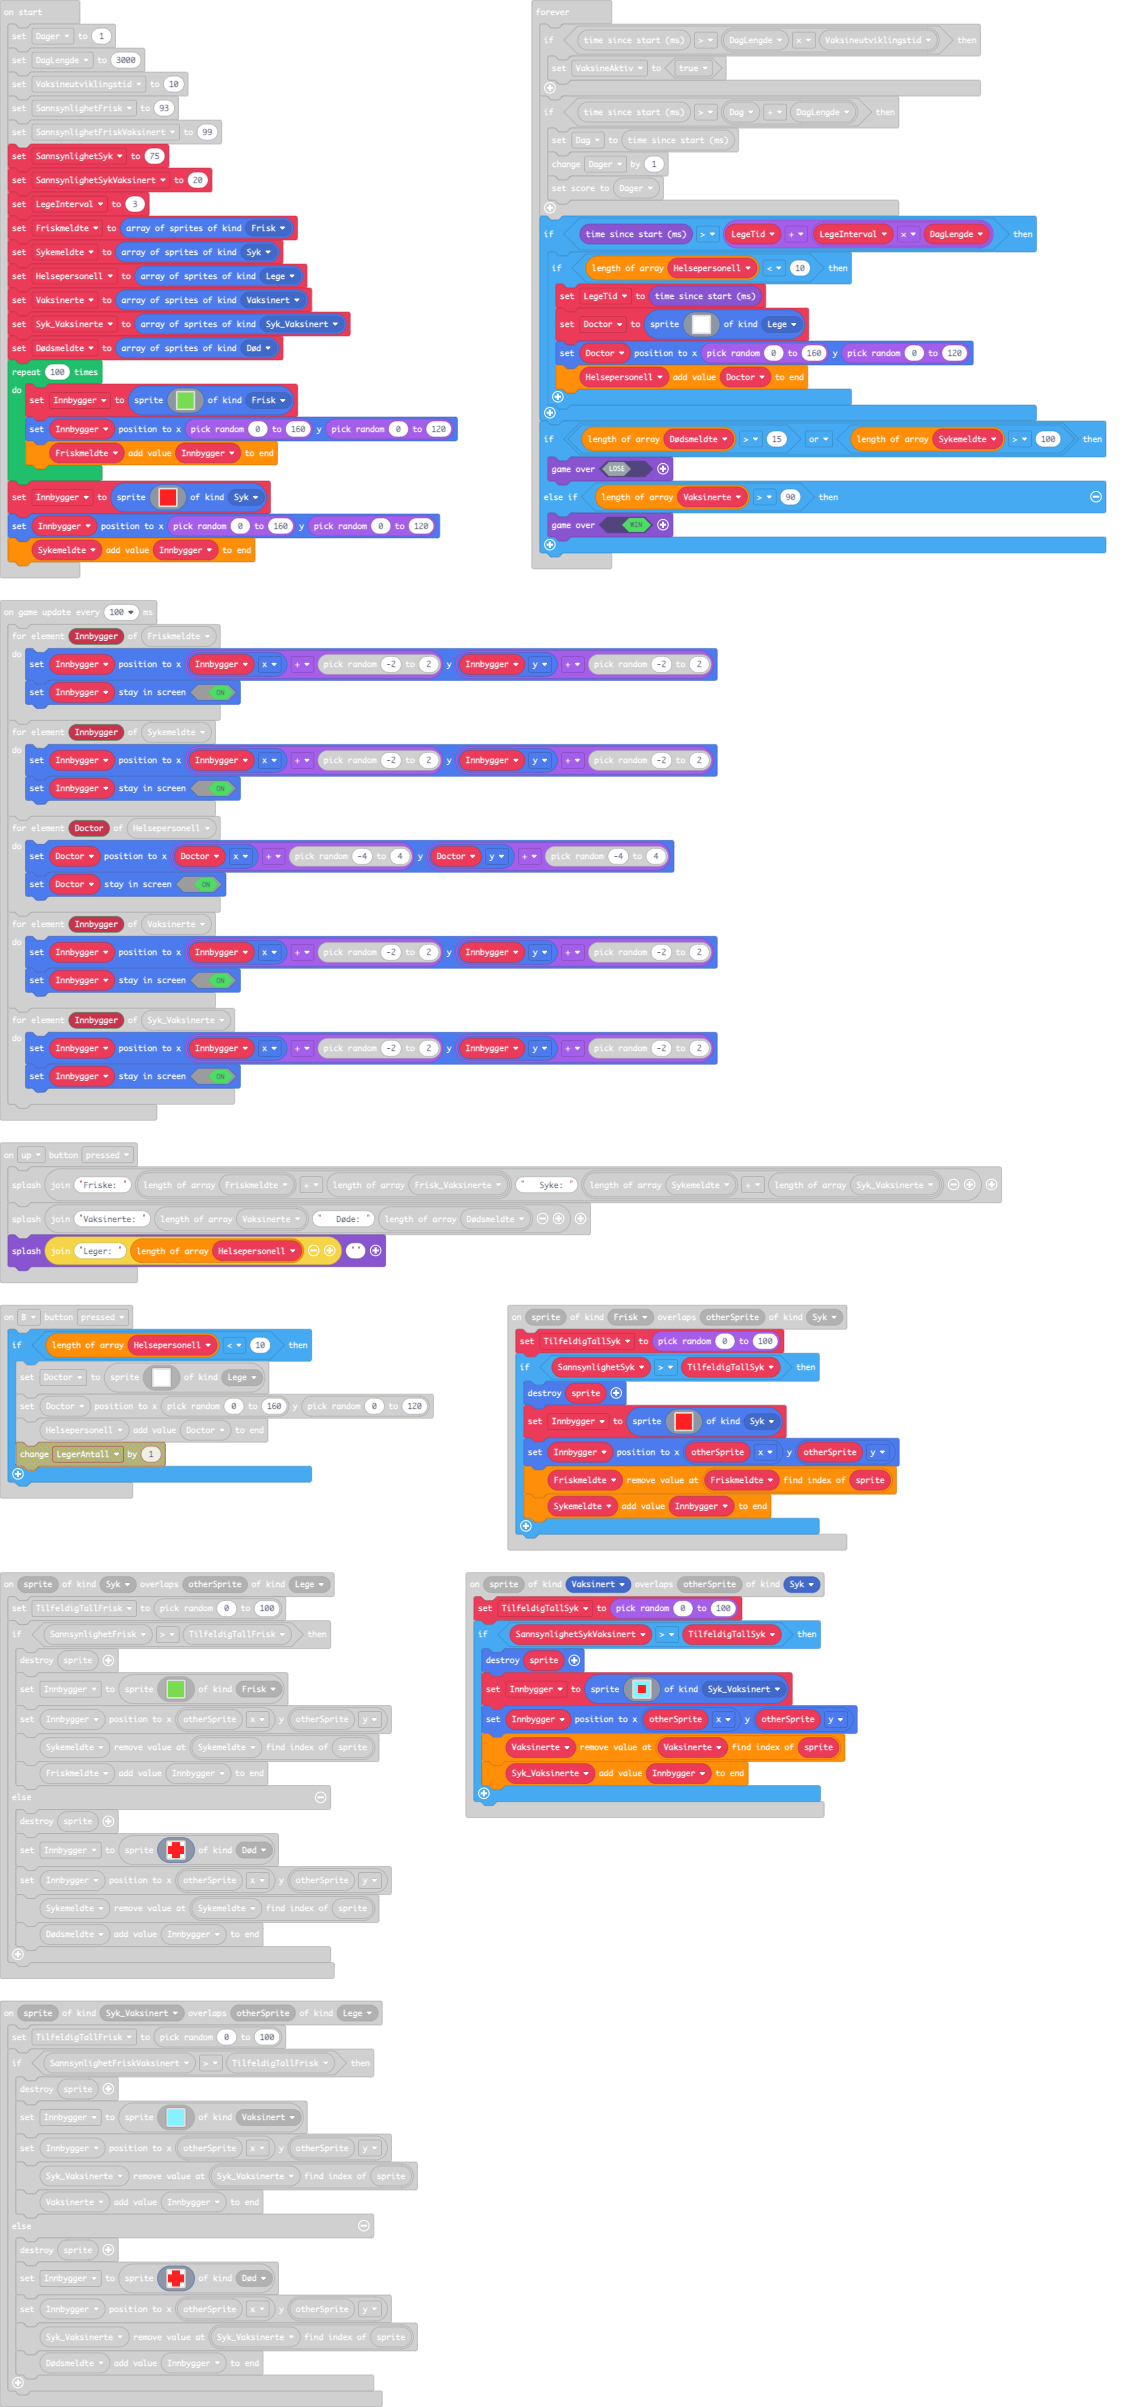 on start
set Dager to 1
set DagLengde to 3000
set Vaksineutviklingstid to 10
set SannsynlighetFrisk to 93
set SannsynlighetFriskVaksinert to 99
set SannsynlighetSyk to 75
set SannsynlighetSykVaksinert to 20
set LegeInterval to 3
set Friskmeldte to array of sprites of kind Frisk
set Sykemeldte to array of sprites of kind Syk
set Helsepersonell to array of sprites of kind Lege
set Vaksinerte to array of sprites of kind Vaksinert
set Syk_Vaksinerte to array of sprites of kind Syk_Vaksinert
set Dødsmeldte to array of sprites of kind Død
repeat 100 times
do
set Innbygger to sprite of kind Frisk
set Innbygger position to x pick random 0 to 160 y pick random 0 to 120
Friskmeldte add value Innbygger to end
set Innbygger to sprite of kind Syk
set Innbygger position to x pick random 0 to 160 y pick random 0 to 120
Sykemeldte add value Innbygger to end
forever
if time since start (ms) > DagLengde × Vaksineutviklingstid then
set VaksineAktiv to true
if time since start (ms) > Dag + DagLengde then
set Dag to time since start (ms)
change Dager by 1
set score to Dager
if time since start (ms) > LegeTid + LegeInterval × DagLengde then
if length of array Helsepersonell < 10 then
set LegeTid to time since start (ms)
set Doctor to sprite of kind Lege
set Doctor position to x pick random 0 to 160 y pick random 0 to 120
Helsepersonell add value Doctor to end
if length of array Dødsmeldte > 15 or length of array Sykemeldte > 100 then
game over LOSE
else if length of array Vaksinerte > 90 then
game over WIN
on game update every 100 ms
for element Innbygger of Friskmeldte
do
set Innbygger position to x Innbygger x + pick random -2 to 2 y Innbygger y + pick random -2 to 2
set Innbygger stay in screen ON
for element Innbygger of Sykemeldte
do
set Innbygger position to x Innbygger x + pick random -2 to 2 y Innbygger y + pick random -2 to 2
set Innbygger stay in screen ON
for element Doctor of Helsepersonell
do
set Doctor position to x Doctor x + pick random -4 to 4 y Doctor y + pick random -4 to 4
set Doctor stay in screen ON
for element Innbygger of Vaksinerte
do
set Innbygger position to x Innbygger x + pick random -2 to 2 y Innbygger y + pick random -2 to 2
set Innbygger stay in screen ON
for element Innbygger of Syk_Vaksinerte
do
set Innbygger position to x Innbygger x + pick random -2 to 2 y Innbygger y + pick random -2 to 2
set Innbygger stay in screen ON
on up button pressed
splash join "Friske: " length of array Friskmeldte + length of array Frisk_Vaksinerte "   Syke: " length of array Sykemeldte + length of array Syk_Vaksinerte
splash join "Vaksinerte: " length of array Vaksinerte "   Døde: " length of array Dødsmeldte
splash join "Leger: " length of array Helsepersonell ""
on B button pressed
if length of array Helsepersonell < 10 then
set Doctor to sprite of kind Lege
set Doctor position to x pick random 0 to 160 y pick random 0 to 120
Helsepersonell add value Doctor to end
change LegerAntall by 1
on sprite of kind Frisk overlaps otherSprite of kind Syk
set TilfeldigTallSyk to pick random 0 to 100
if SannsynlighetSyk > TilfeldigTallSyk then
destroy sprite
set Innbygger to sprite of kind Syk
set Innbygger position to x otherSprite x y otherSprite y
Friskmeldte remove value at Friskmeldte find index of sprite
Sykemeldte add value Innbygger to end
on sprite of kind Syk overlaps otherSprite of kind Lege
set TilfeldigTallFrisk to pick random 0 to 100
if SannsynlighetFrisk > TilfeldigTallFrisk then
destroy sprite
set Innbygger to sprite of kind Frisk
set Innbygger position to x otherSprite x y otherSprite y
Sykemeldte remove value at Sykemeldte find index of sprite
Friskmeldte add value Innbygger to end
else
destroy sprite
set Innbygger to sprite of kind Død
set Innbygger position to x otherSprite x y otherSprite y
Sykemeldte remove value at Sykemeldte find index of sprite
Dødsmeldte add value Innbygger to end
on sprite of kind Vaksinert overlaps otherSprite of kind Syk
set TilfeldigTallSyk to pick random 0 to 100
if SannsynlighetSykVaksinert > TilfeldigTallSyk then
destroy sprite
set Innbygger to sprite of kind Syk_Vaksinert
set Innbygger position to x otherSprite x y otherSprite y
Vaksinerte remove value at Vaksinerte find index of sprite
Syk_Vaksinerte add value Innbygger to end
on sprite of kind Syk_Vaksinert overlaps otherSprite of kind Lege
set TilfeldigTallFrisk to pick random 0 to 100
if SannsynlighetFriskVaksinert > TilfeldigTallFrisk then
destroy sprite
set Innbygger to sprite of kind Vaksinert
set Innbygger position to x otherSprite x y otherSprite y
Syk_Vaksinerte remove value at Syk_Vaksinerte find index of sprite
Vaksinerte add value Innbygger to end
else
destroy sprite
set Innbygger to sprite of kind Død
set Innbygger position to x otherSprite x y otherSprite y
Syk_Vaksinerte remove value at Syk_Vaksinerte find index of sprite
Dødsmeldte add value Innbygger to end